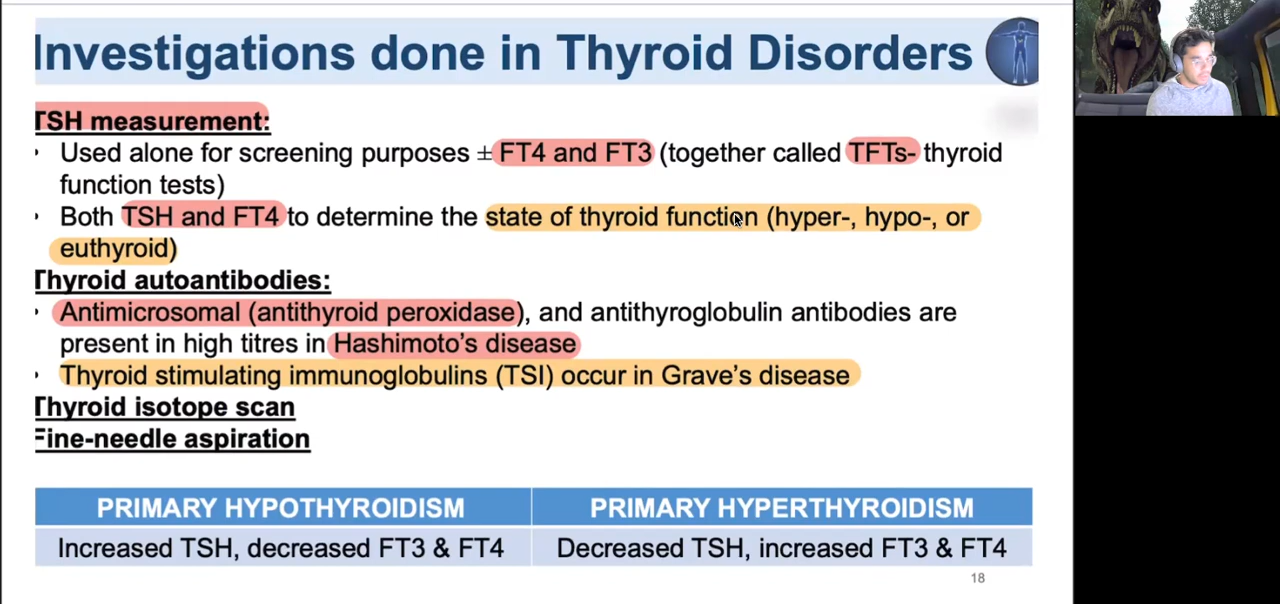 Investigations done in Thyroid Disorders
TSH measurement:
• Used alone for screening purposes ± FT4 and FT3 (together called TFTs- thyroid
function tests)
• Both TSH and FT4 to determine the state of thyroid function (hyper-, hypo-, or
euthyroid)
Thyroid autoantibodies:
• Antimicrosomal (antithyroid peroxidase), and antithyroglobulin antibodies are
present in high titres in Hashimoto's disease
• Thyroid stimulating immunoglobulins (TSI) occur in Grave's disease
Thyroid isotope scan
Fine-needle aspiration
PRIMARY HYPOTHYROIDISM
PRIMARY HYPERTHYROIDISM
Increased TSH, decreased FT3 & FT4
Decreased TSH, increased FT3 & FT4
18